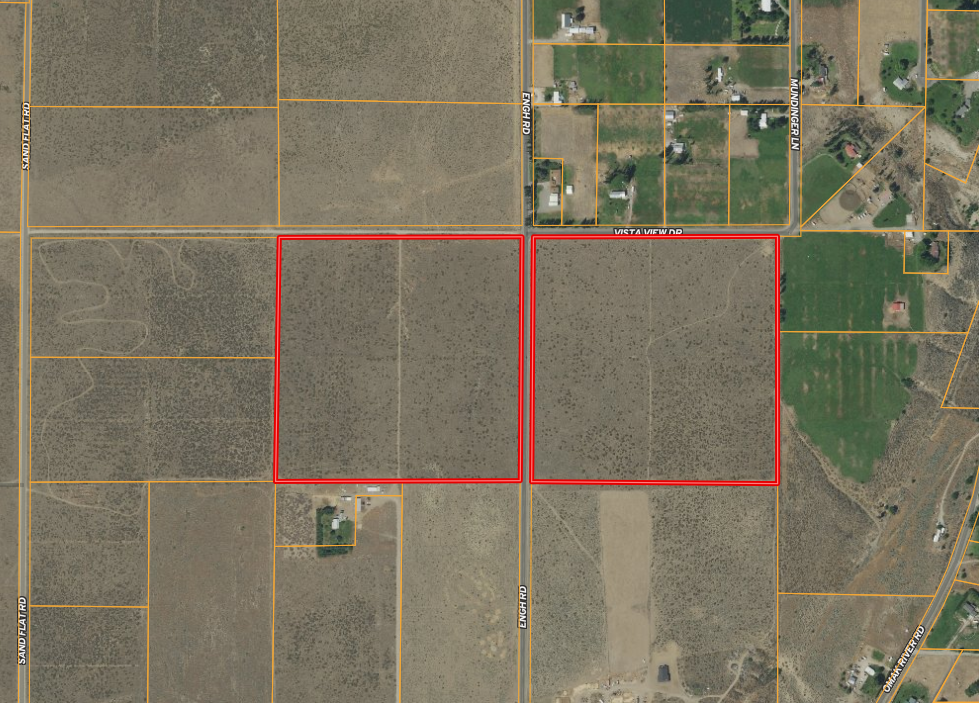 SAND FLAT RD
ENGH RD
MUNDINGER LN
VISTA VIEW DR
SAND FLAT RD
ENGH RD
OMAK RIVER RD